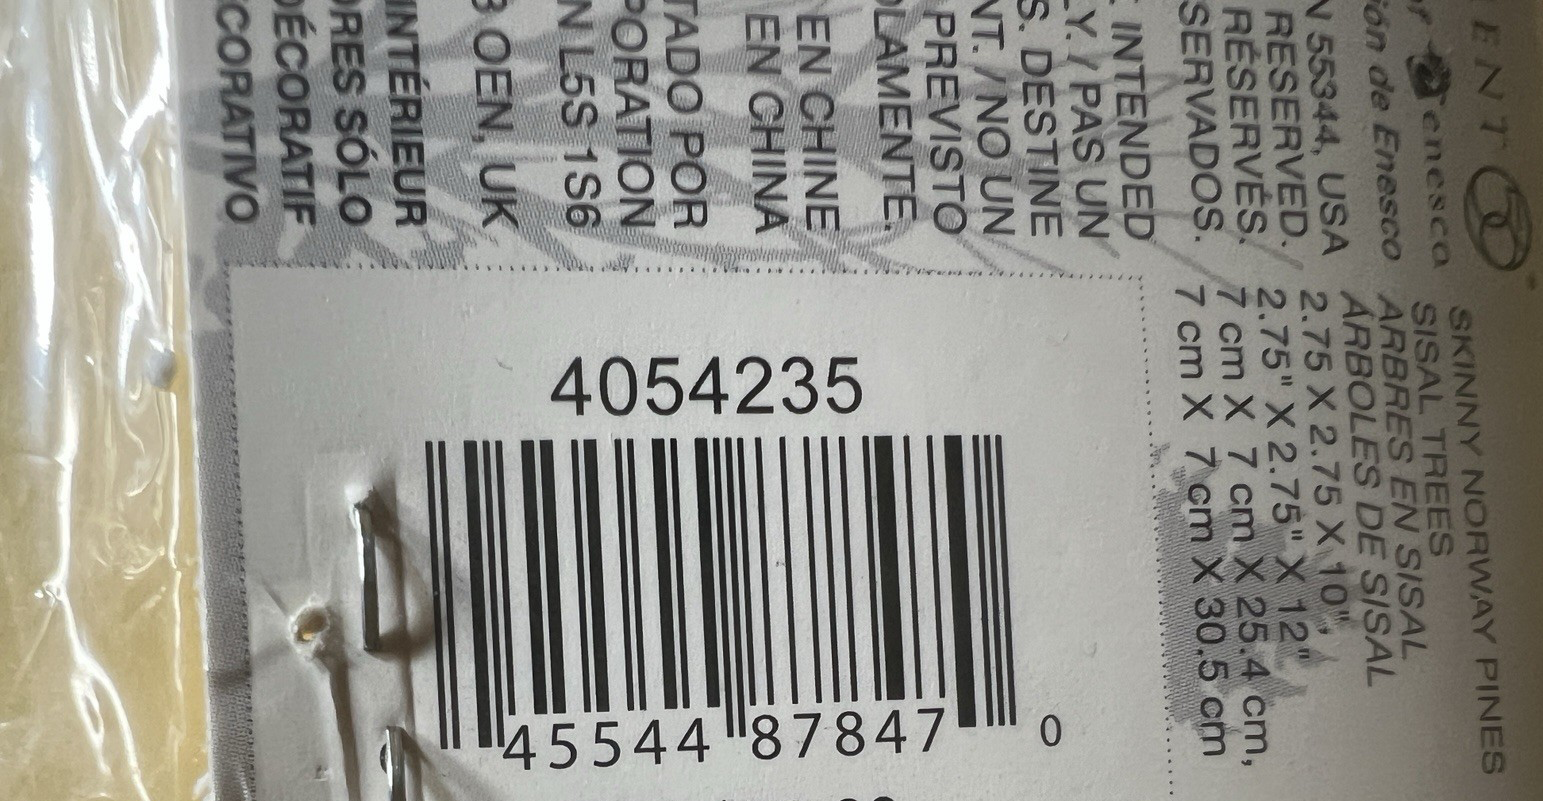 ENT
enesco
ión de Enesco
N 55344, USA
RESERVED.
RÉSERVÉS.
SERVADOS.
INTENDED
Y. / PAS UN
S. DESTINE
NT. / NO UN
PREVISTO
OLAMENTE.
EN CHINE
EN CHINA
TADO POR
PORATION
N L5S 1S6
3 OEN, UK
INTÉRIEUR
ORES SÓLO
DÉCORATIF
CORATIVO
SKINNY NORWAY PINES
SISAL TREES
ARBRES EN SISAL
ÁRBOLES DE SISAL
2.75 X 2.75 X 10",
2.75" X 2.75" X 12"
7 cm X 7 cm X 25.4 cm,
7 cm X 7 cm X 30.5 cm
4054235
45544 87847 0